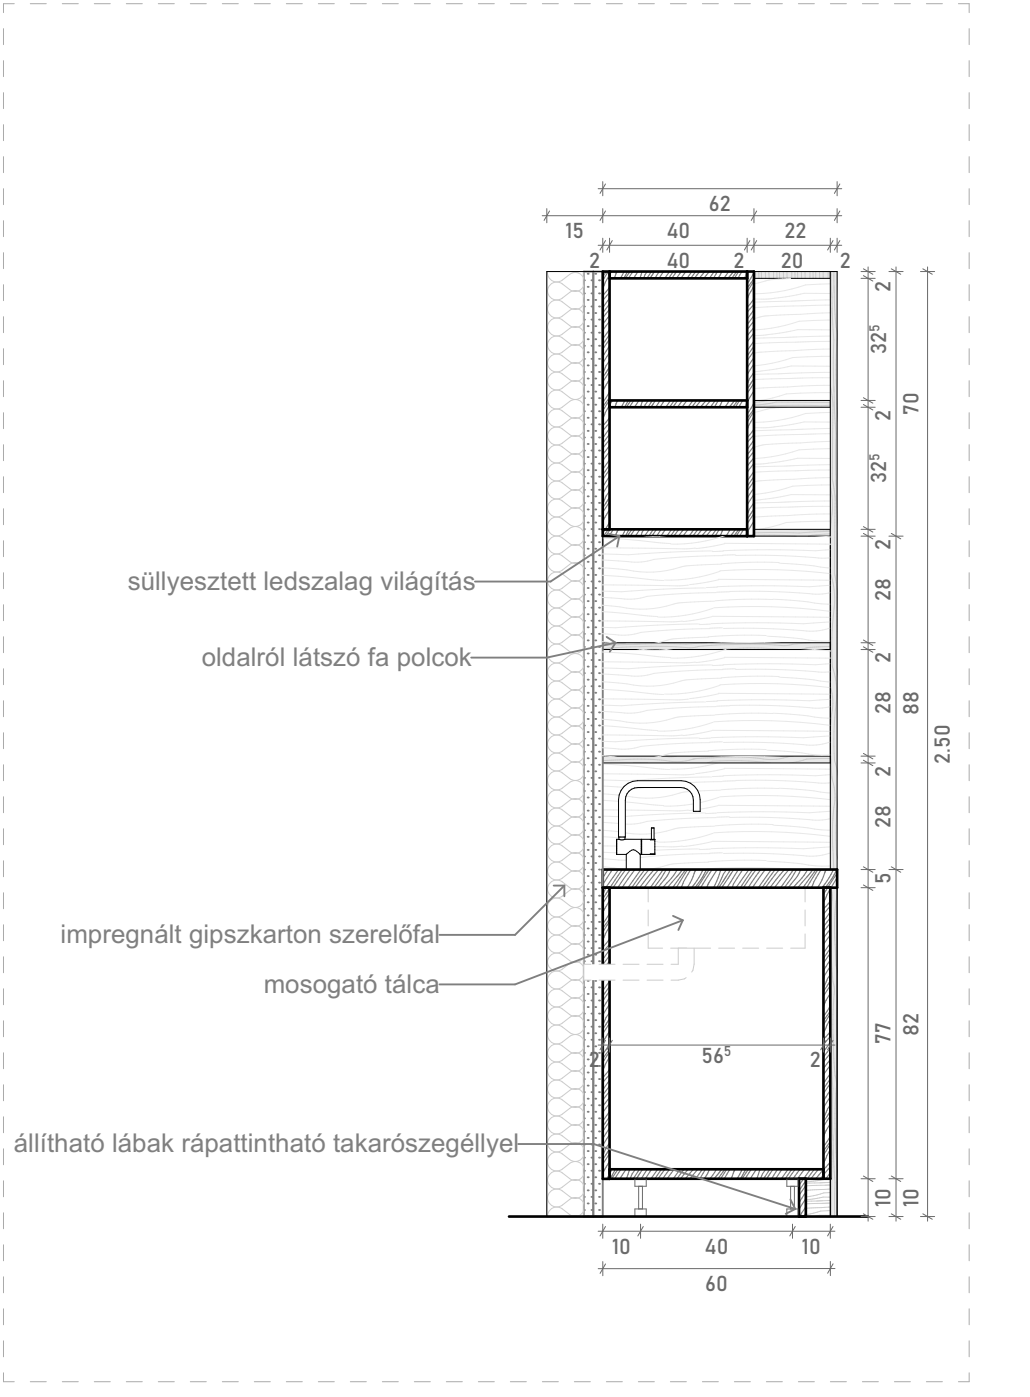 62
15 40 22
2 40 2 20 2
2
32⁵
2
70
32⁵
2
süllyesztett ledszalag világítás
28
oldalról látszó fa polcok
2
28
88
2.50
2
28
5
impregnált gipszkarton szerelőfal
mosogató tálca
77
82
2 56⁵ 2
állítható lábak rápattintható takarószegéllyel
10
10
10 40 10
60